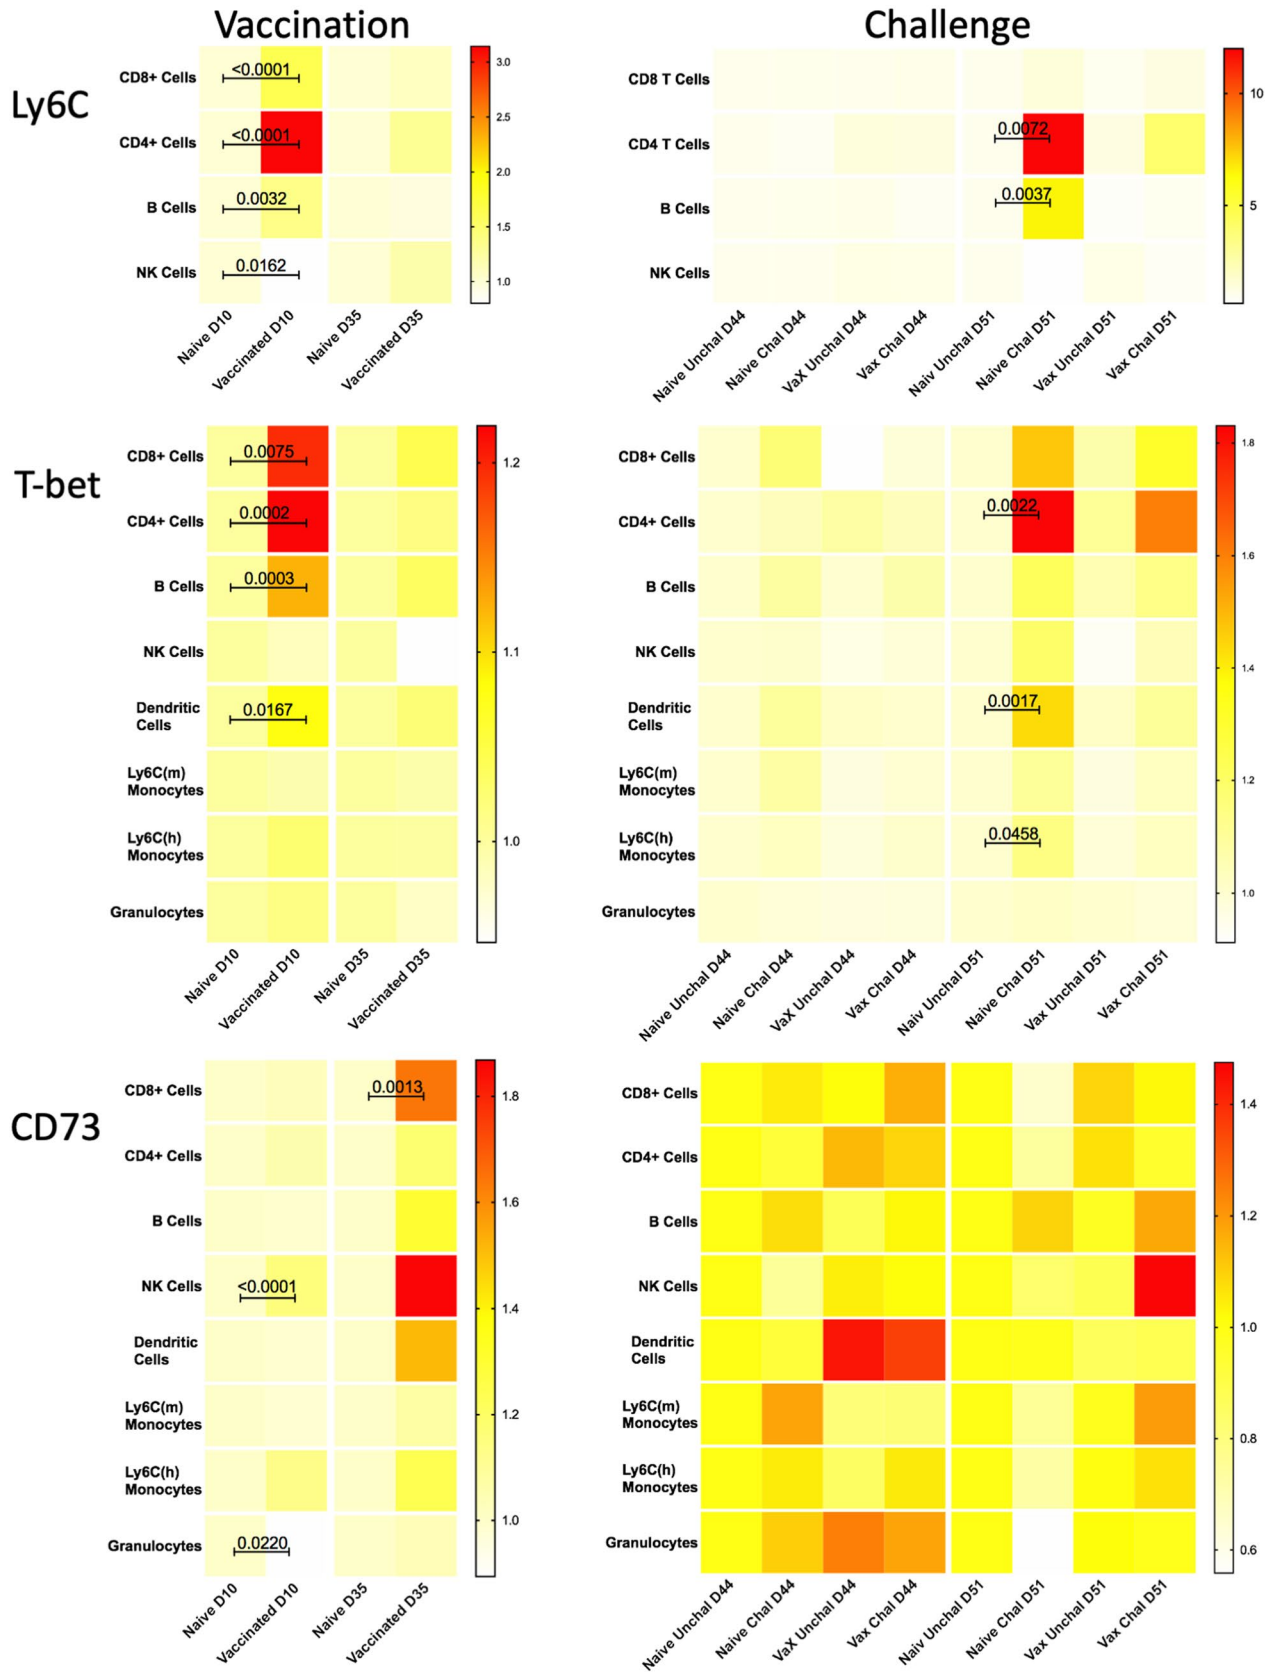 Vaccination
Challenge
Ly6C
CD8+ Cells
CD4+ Cells
B Cells
NK Cells
<0.0001
<0.0001
0.0032
0.0162
3.0
2.5
2.0
1.5
1.0
Naive D10
Vaccinated D10
Naive D35
Vaccinated D35
CD8 T Cells
CD4 T Cells
B Cells
NK Cells
0.0072
0.0037
10
5
Naive Unchal D44
Naive Chal D44
VaX Unchal D44
Vax Chal D44
Naiv Unchal D51
Naive Chal D51
Vax Unchal D51
Vax Chal D51
T-bet
CD8+ Cells
CD4+ Cells
B Cells
NK Cells
Dendritic
Cells
Ly6C(m)
Monocytes
Ly6C(h)
Monocytes
Granulocytes
0.0075
0.0002
0.0003
0.0167
1.2
1.1
1.0
Naive D10
Vaccinated D10
Naive D35
Vaccinated D35
CD8+ Cells
CD4+ Cells
B Cells
NK Cells
Dendritic
Cells
Ly6C(m)
Monocytes
Ly6C(h)
Monocytes
Granulocytes
0.0022
0.0017
0.0458
1.8
1.6
1.4
1.2
1.0
Naive Unchal D44
Naive Chal D44
VaX Unchal D44
Vax Chal D44
Naiv Unchal D51
Naive Chal D51
Vax Unchal D51
Vax Chal D51
CD73
CD8+ Cells
CD4+ Cells
B Cells
NK Cells
Dendritic
Cells
Ly6C(m)
Monocytes
Ly6C(h)
Monocytes
Granulocytes
0.0013
<0.0001
0.0220
1.8
1.6
1.4
1.2
1.0
Naive D10
Vaccinated D10
Naive D35
Vaccinated D35
CD8+ Cells
CD4+ Cells
B Cells
NK Cells
Dendritic
Cells
Ly6C(m)
Monocytes
Ly6C(h)
Monocytes
Granulocytes
1.4
1.2
1.0
0.8
0.6
Naive Unchal D44
Naive Chal D44
VaX Unchal D44
Vax Chal D44
Naiv Unchal D51
Naive Chal D51
Vax Unchal D51
Vax Chal D51